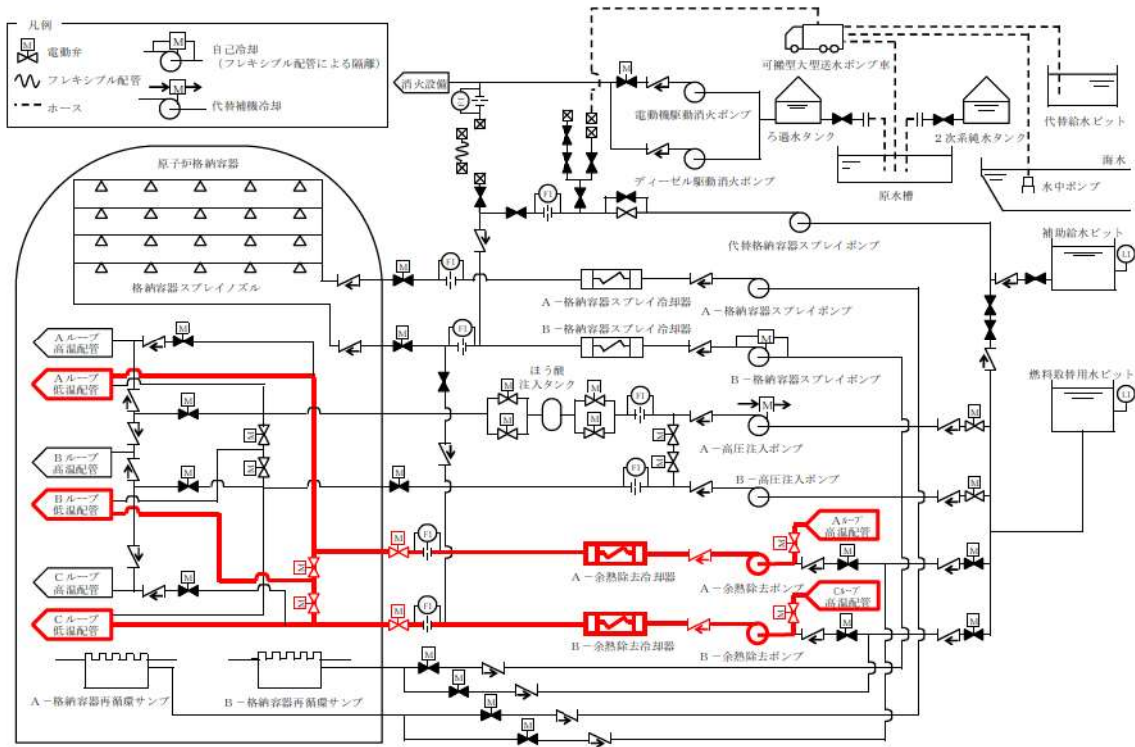 凡例
M
電動弁
M
自己冷却
(フレキシブル配管による隔離)
フレキシブル配管
M
代替補機冷却
ホース
可搬型大型送水ポンプ車
消火設備
M
電動機駆動消火ポンプ
ろ過水タンク
2次系純水タンク
代替給水ピット
海水
ディーゼル駆動消火ポンプ
原水槽
水中ポンプ
原子炉格納容器
FI
代替格納容器スプレイポンプ
補助給水ピット
LI
格納容器スプレイノズル
M
FI
A-格納容器スプレイ冷却器
A-格納容器スプレイポンプ
B-格納容器スプレイ冷却器
M
FI
M
B-格納容器スプレイポンプ
Aループ
高温配管
M
Aループ
低温配管
ほう酸
注入タンク
燃料取替用水ピット
LI
M
M
M
M
M
FI
M
M
A-高圧注入ポンプ
M
M
M
Bループ
高温配管
M
M
M
FI
M
B-高圧注入ポンプ
M
Bループ
低温配管
Aループ
高温配管
M
FI
M
M
M
A-余熱除去冷却器
A-余熱除去ポンプ
Cループ
高温配管
M
M
M
Cループ
高温配管
Cループ
低温配管
M
FI
M
M
M
B-余熱除去冷却器
B-余熱除去ポンプ
M
M
A-格納容器再循環サンプ
B-格納容器再循環サンプ
M
M